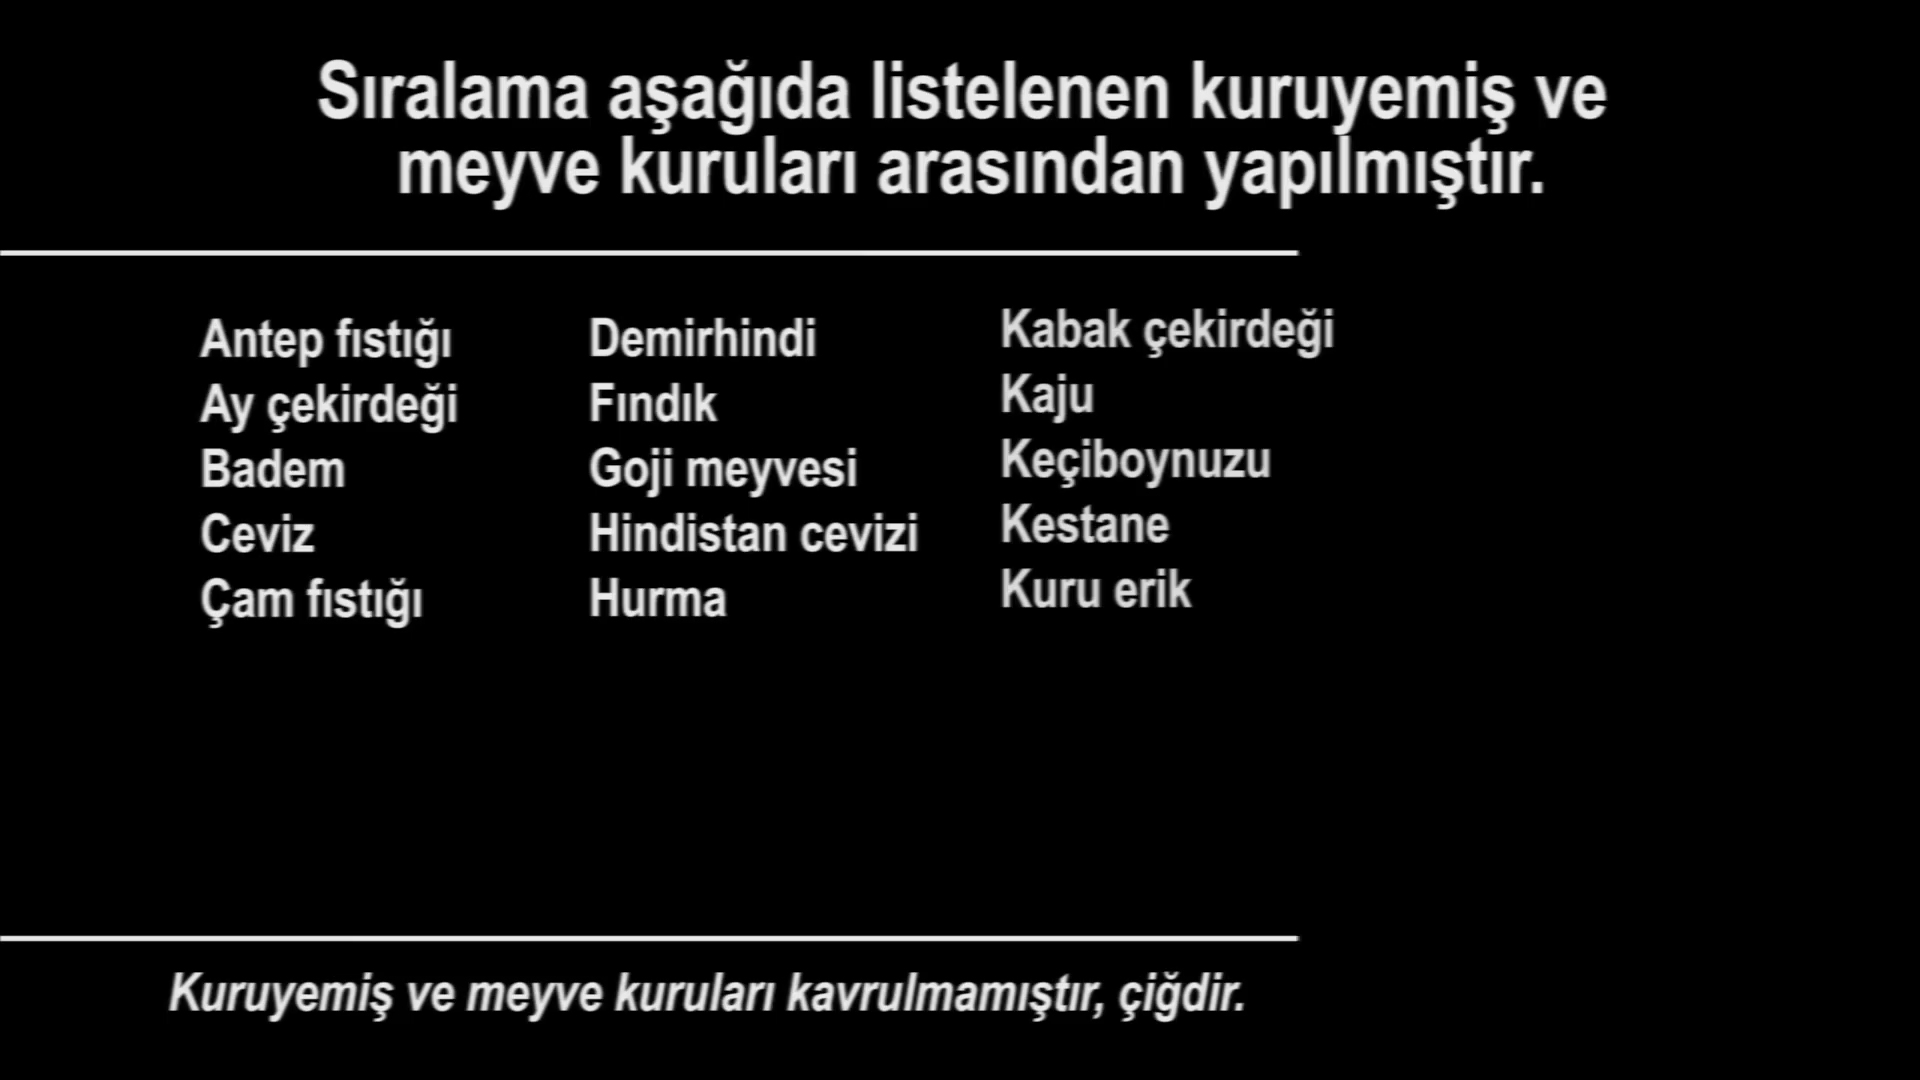 Sıralama aşağıda listelenen kuruyemiş ve
meyve kuruları arasından yapılmıştır.
Antep fıstığı
Ay çekirdeği
Badem
Ceviz
Çam fıstığı
Demirhindi
Fındık
Goji meyvesi
Hindistan cevizi
Hurma
Kabak çekirdeği
Kaju
Keçiboynuzu
Kestane
Kuru erik
Kuruyemiş ve meyve kuruları kavrulmamıştır, çiğdir.